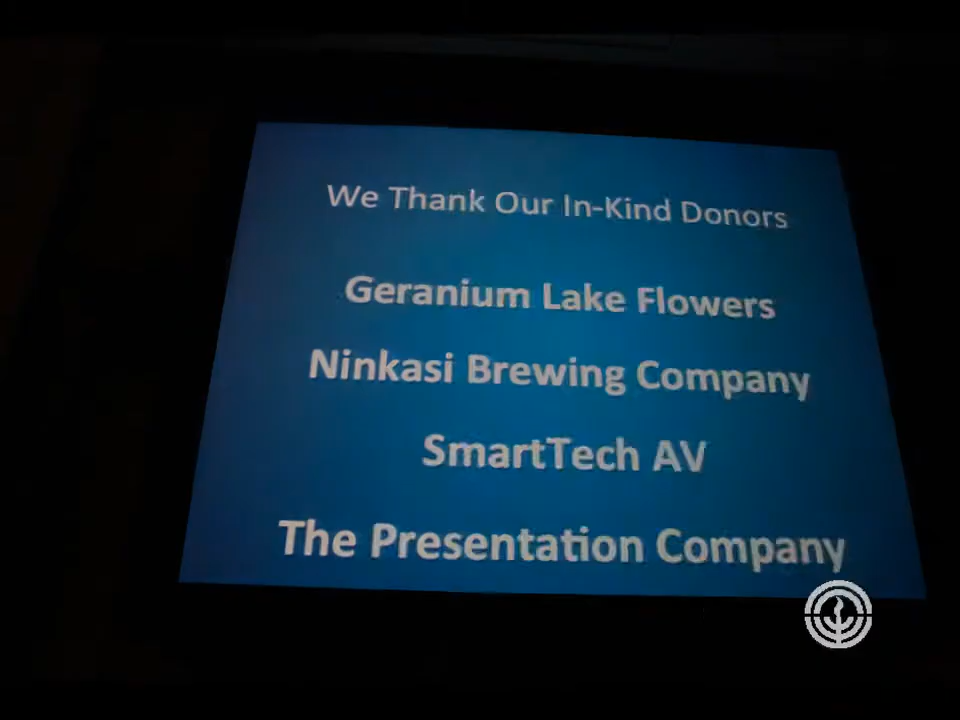 We Thank Our In-Kind Donors
Geranium Lake Flowers
Ninkasi Brewing Company
SmartTech AV
The Presentation Company